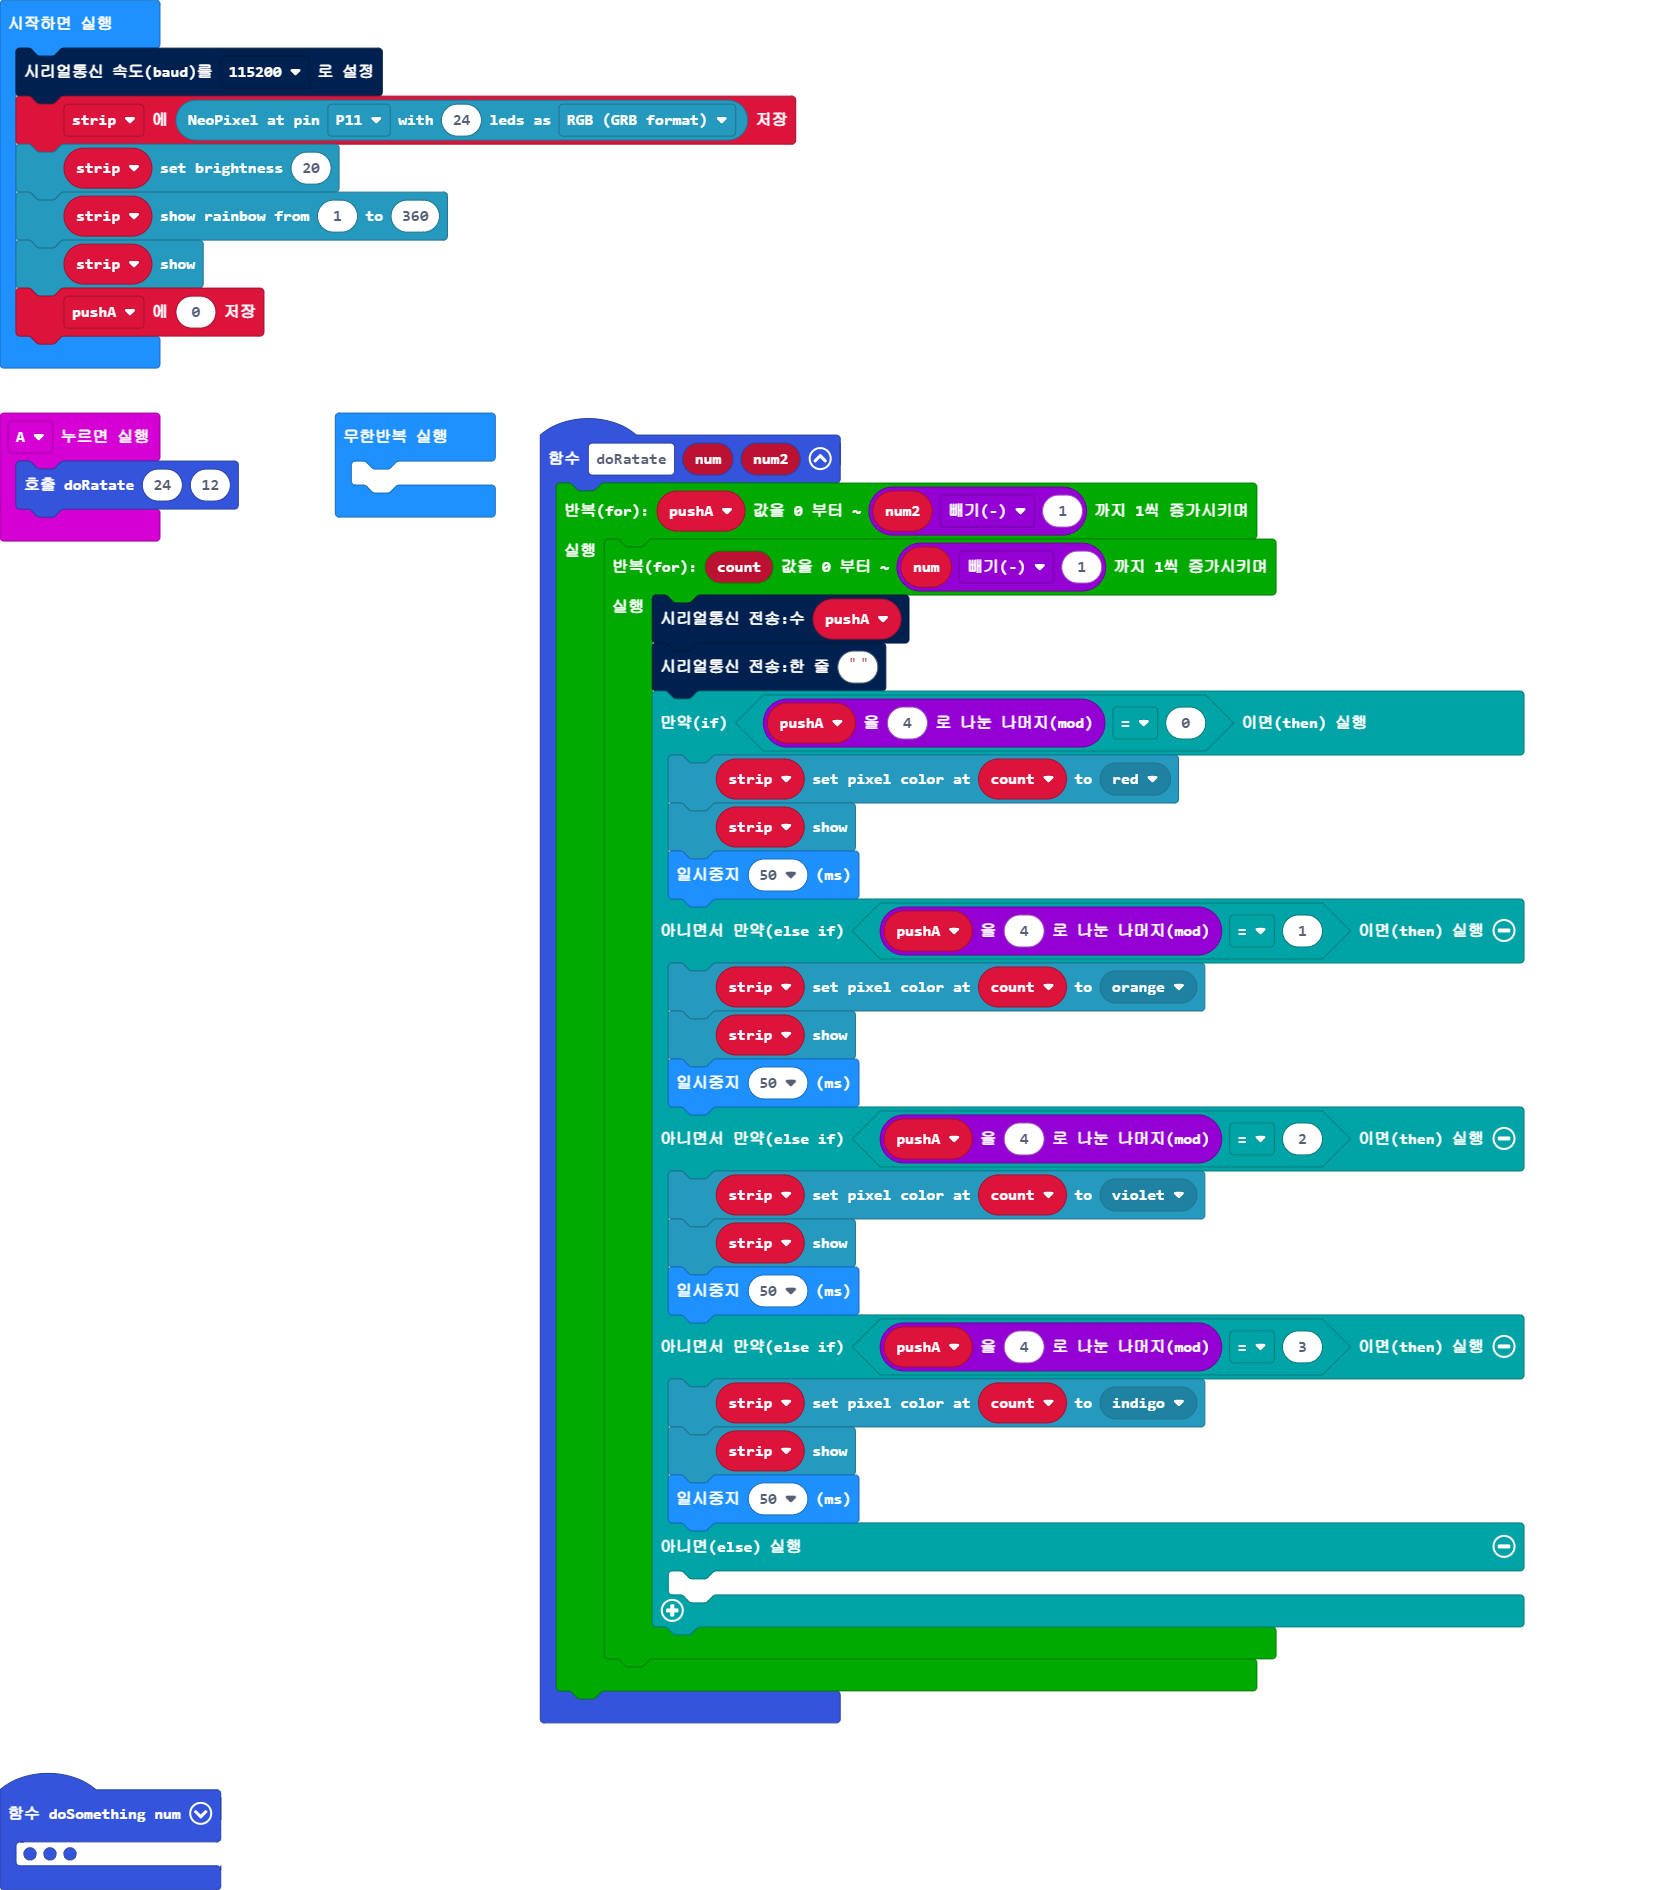 시작하면 실행
시리얼통신 속도(baud)를 115200 로 설정
strip 에 NeoPixel at pin P11 with 24 leds as RGB (GRB format) 저장
strip set brightness 20
strip show rainbow from 1 to 360
strip show
pushA 에 0 저장
A 누르면 실행
호출 doRatate 24 12
무한반복 실행
함수 doRatate num num2
반복(for): pushA 값을 0 부터 ~ num2 빼기(-) 1 까지 1씩 증가시키며
실행
반복(for): count 값을 0 부터 ~ num 빼기(-) 1 까지 1씩 증가시키며
실행
시리얼통신 전송:수 pushA
시리얼통신 전송:한 줄 " "
만약(if) pushA 을 4 로 나눈 나머지(mod) = 0 이면(then) 실행
strip set pixel color at count to red
strip show
일시중지 50 (ms)
아니면서 만약(else if) pushA 을 4 로 나눈 나머지(mod) = 1 이면(then) 실행
strip set pixel color at count to orange
strip show
일시중지 50 (ms)
아니면서 만약(else if) pushA 을 4 로 나눈 나머지(mod) = 2 이면(then) 실행
strip set pixel color at count to violet
strip show
일시중지 50 (ms)
아니면서 만약(else if) pushA 을 4 로 나눈 나머지(mod) = 3 이면(then) 실행
strip set pixel color at count to indigo
strip show
일시중지 50 (ms)
아니면(else) 실행
함수 doSomething num